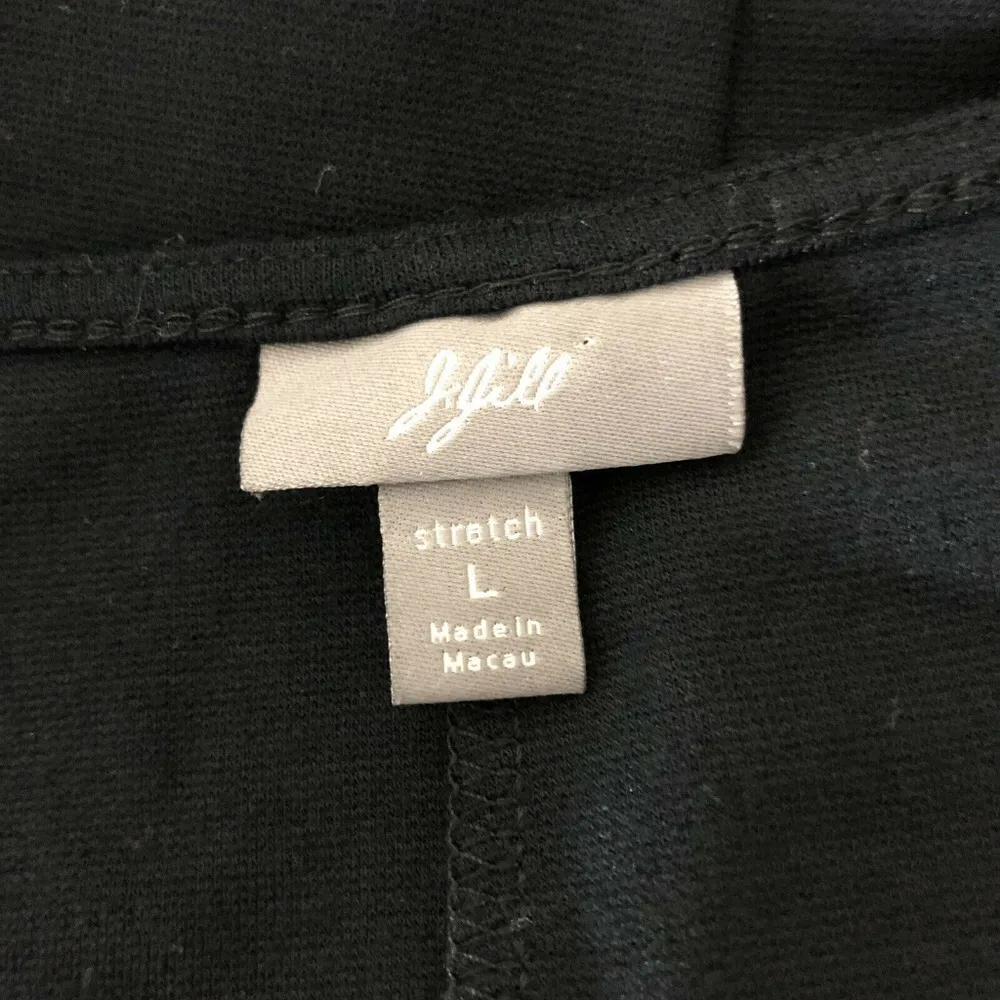 J.Jill
stretch
L
Made in
Macau